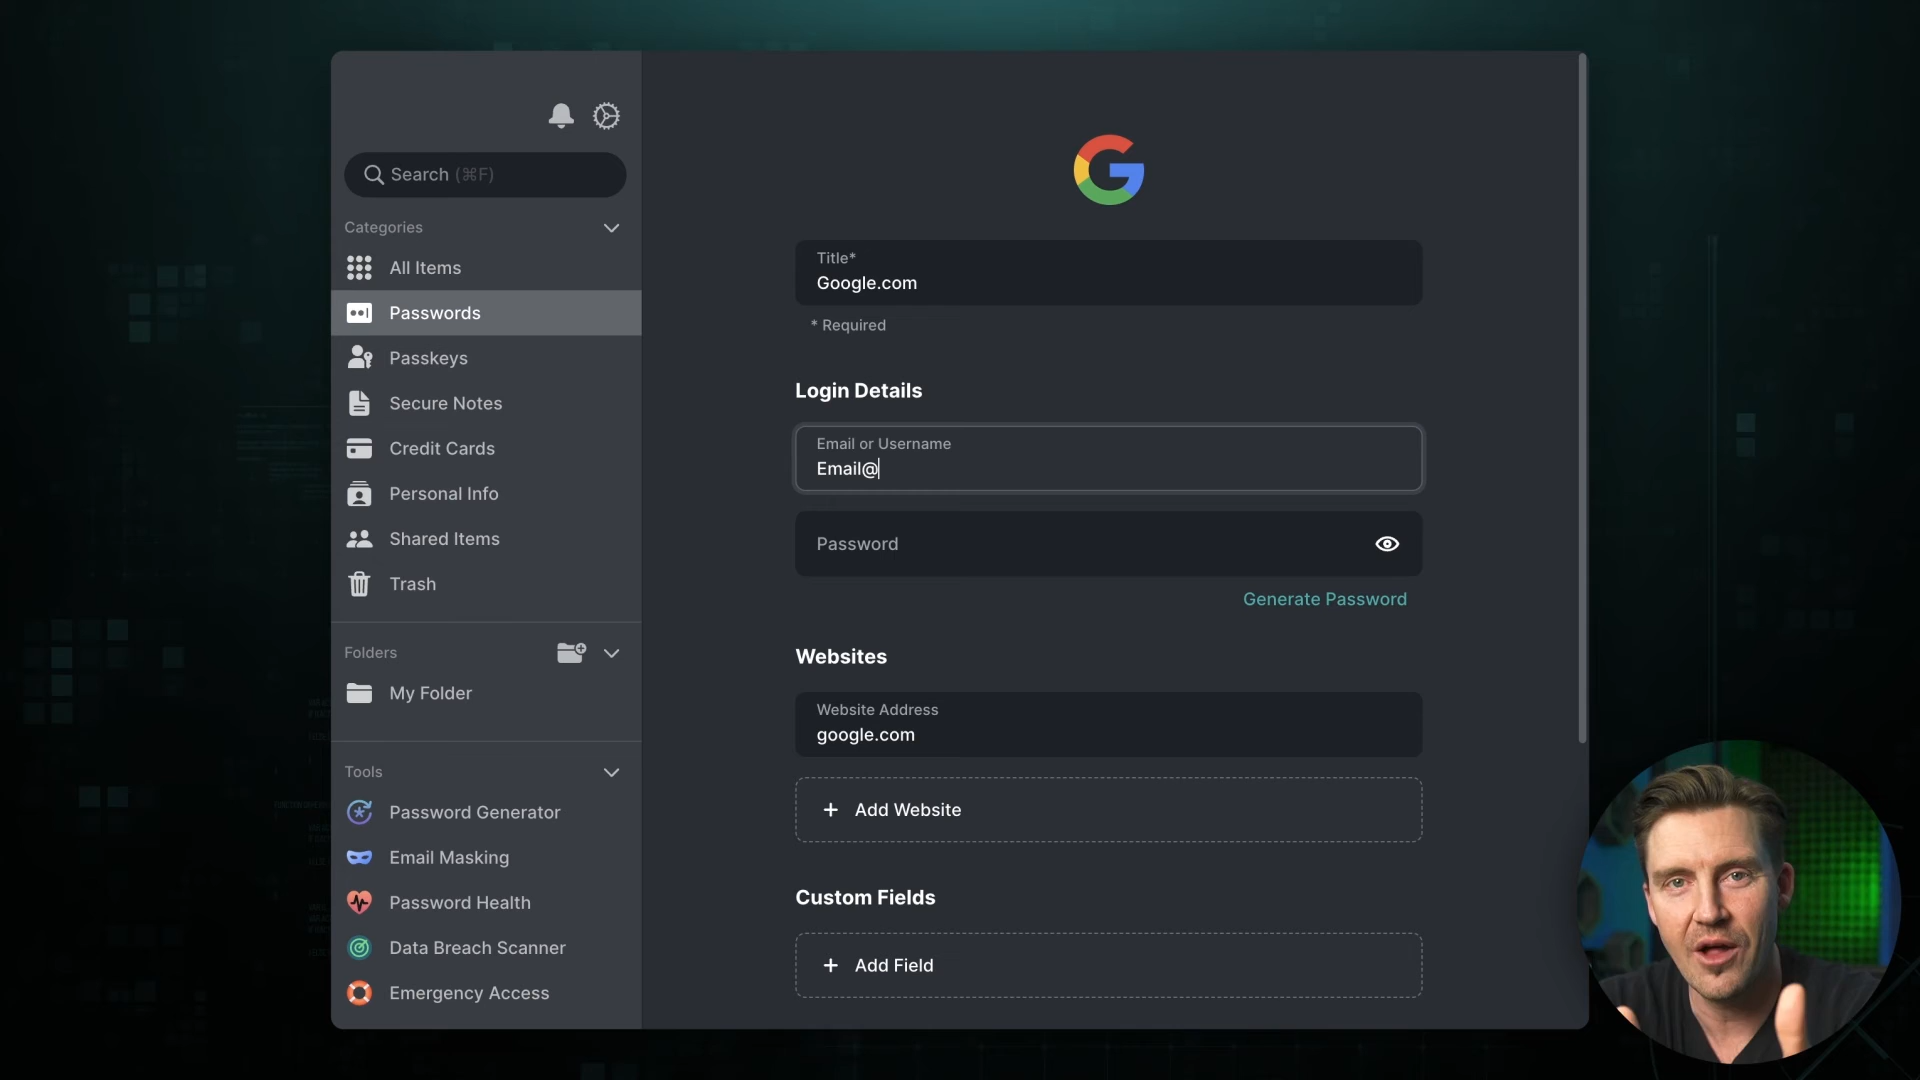 Search (⌘F)
Categories
All Items
Passwords
Passkeys
Secure Notes
Credit Cards
Personal Info
Shared Items
Trash
Folders
My Folder
Tools
Password Generator
Email Masking
Password Health
Data Breach Scanner
Emergency Access
Title*
Google.com
* Required
Login Details
Email or Username
Email@
Password
Generate Password
Websites
Website Address
google.com
+ Add Website
Custom Fields
+ Add Field